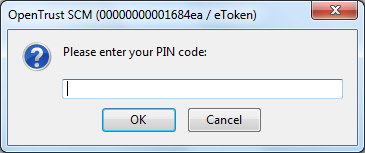 OpenTrust SCM (00000000001684ea / eToken)
Please enter your PIN code:
OK
Cancel